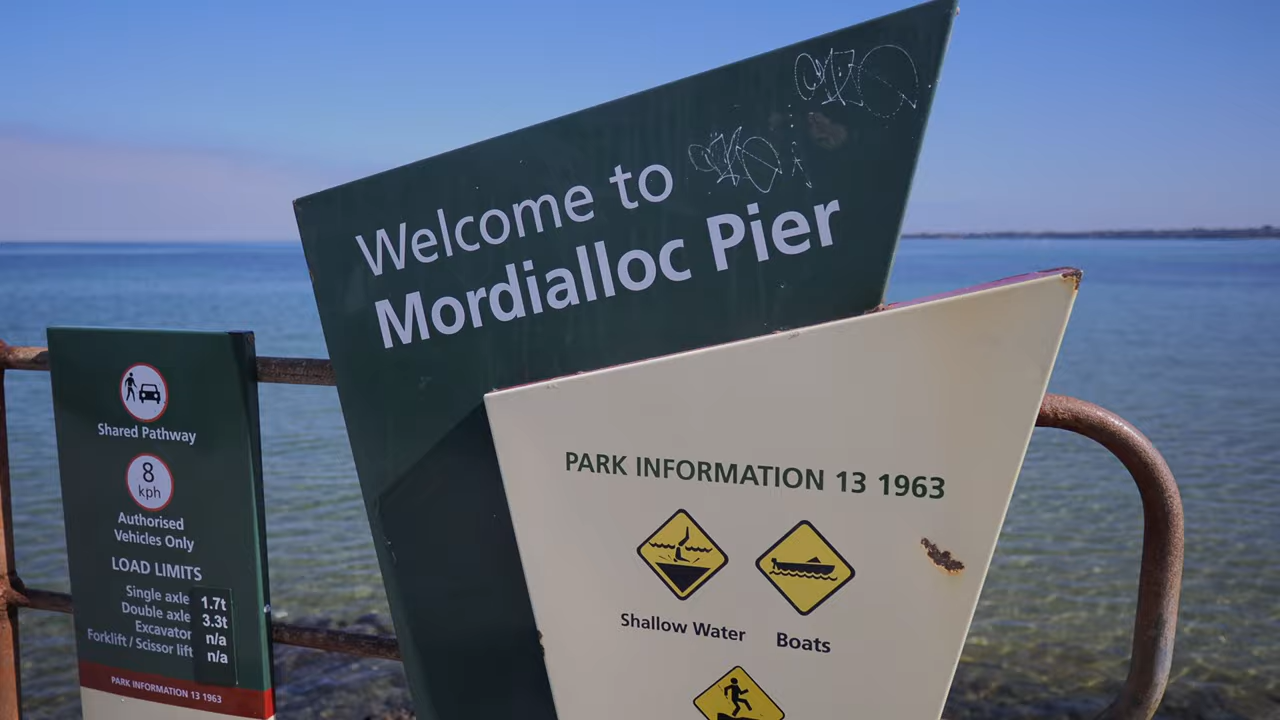 Welcome to
Mordialloc Pier
PARK INFORMATION 13 1963
Shallow Water
Boats
Shared Pathway
8
kph
Authorised
Vehicles Only
LOAD LIMITS
Single axle 1.7t
Double axle 3.3t
Excavator n/a
Forklift / Scissor lift n/a
PARK INFORMATION 13 1963